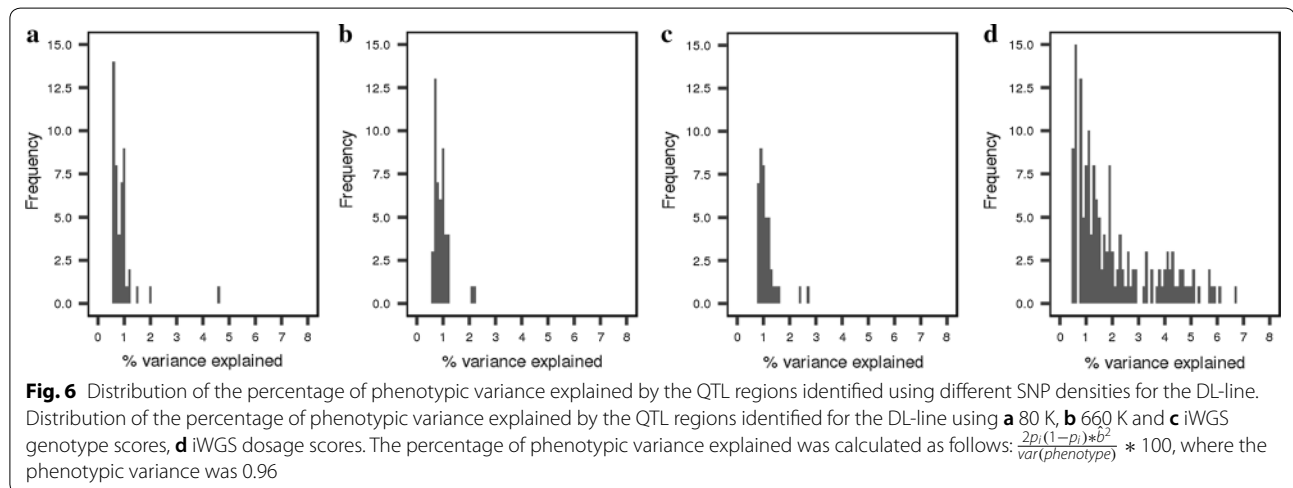 a
15.0
12.5
10.0
7.5
5.0
2.5
0.0
Frequency
0 1 2 3 4 5 6 7 8
% variance explained
b
15.0
12.5
10.0
7.5
5.0
2.5
0.0
Frequency
0 1 2 3 4 5 6 7 8
% variance explained
c
15.0
12.5
10.0
7.5
5.0
2.5
0.0
Frequency
0 1 2 3 4 5 6 7 8
% variance explained
d
15.0
12.5
10.0
7.5
5.0
2.5
0.0
Frequency
0 1 2 3 4 5 6 7 8
% variance explained
Fig. 6 Distribution of the percentage of phenotypic variance explained by the QTL regions identified using different SNP densities for the DL-line.
Distribution of the percentage of phenotypic variance explained by the QTL regions identified for the DL-line using a 80 K, b 660 K and c iWGS
genotype scores, d iWGS dosage scores. The percentage of phenotypic variance explained was calculated as follows: $\frac{2p_i(1-p_i)*\hat{b}^2}{var(phenotype)} * 100$, where the
phenotypic variance was 0.96